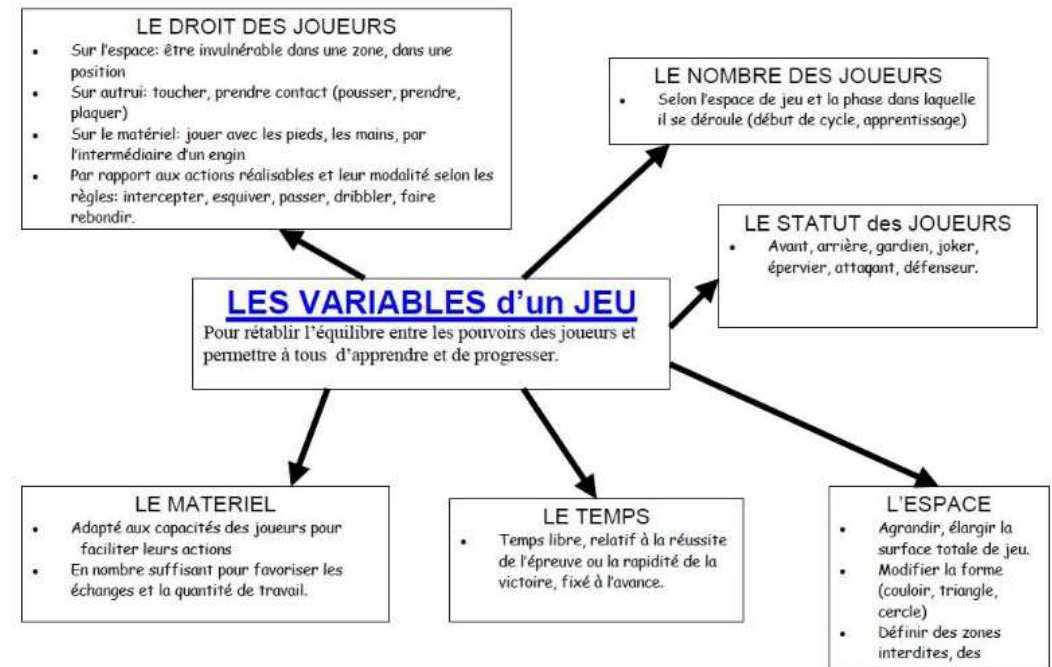 LE DROIT DES JOUEURS
• Sur l'espace: être invulnérable dans une zone, dans une
position
• Sur autrui: toucher, prendre contact (pousser, prendre,
plaquer)
• Sur le matériel: jouer avec les pieds, les mains, par
l'intermédiaire d'un engin
• Par rapport aux actions réalisables et leur modalité selon les
règles: intercepter, esquiver, passer, dribbler, faire
rebondir.
LE NOMBRE DES JOUEURS
• Selon l'espace de jeu et la phase dans laquelle
il se déroule (début de cycle, apprentissage)
LE STATUT des JOUEURS
• Avant, arrière, gardien, joker,
épervier, attaqant, défenseur.
LES VARIABLES d'un JEU
Pour rétablir l'équilibre entre les pouvoirs des joueurs et
permettre à tous d'apprendre et de progresser.
LE MATERIEL
• Adapté aux capacités des joueurs pour
faciliter leurs actions
• En nombre suffisant pour favoriser les
échanges et la quantité de travail.
LE TEMPS
• Temps libre, relatif à la réussite
de l'épreuve ou la rapidité de la
victoire, fixé à l'avance.
L'ESPACE
• Agrandir, élargir la
surface totale de jeu.
• Modifier la forme
(couloir, triangle,
cercle)
• Définir des zones
interdites, des